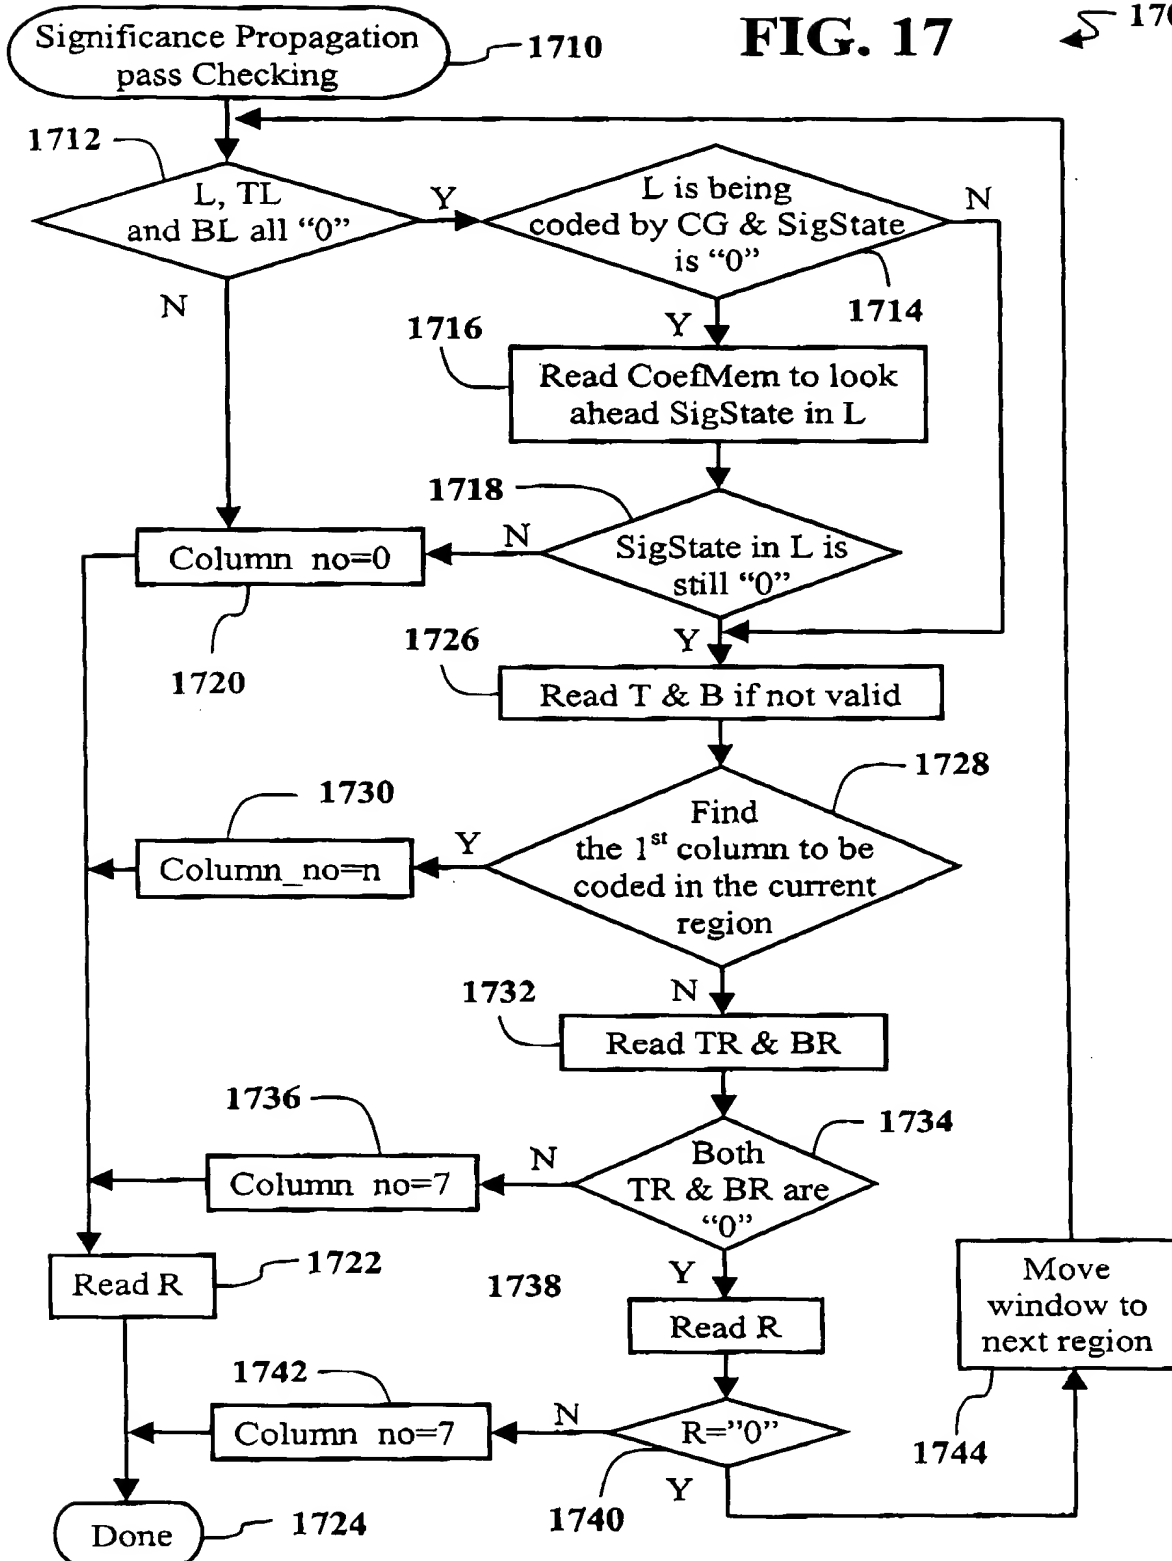 Significance Propagation
pass Checking
1710
FIG. 17
1712
L, TL
and BL all “0”
Y
N
L is being
coded by CG & SigState
is “0”
N
1714
Y
1716
Read CoefMem to look
ahead SigState in L
1718
SigState in L is
still “0”
N
Y
Column no=0
1720
1726
Read T & B if not valid
1728
Find
the 1st column to be
coded in the current
region
Y
1730
Column_no=n
N
1732
Read TR & BR
1734
Both
TR & BR are
“0”
N
1736
Column no=7
Y
1722
Read R
1738
Read R
Move
window to
next region
1744
1742
Column no=7
N
R="0"
1740
Y
Done
1724